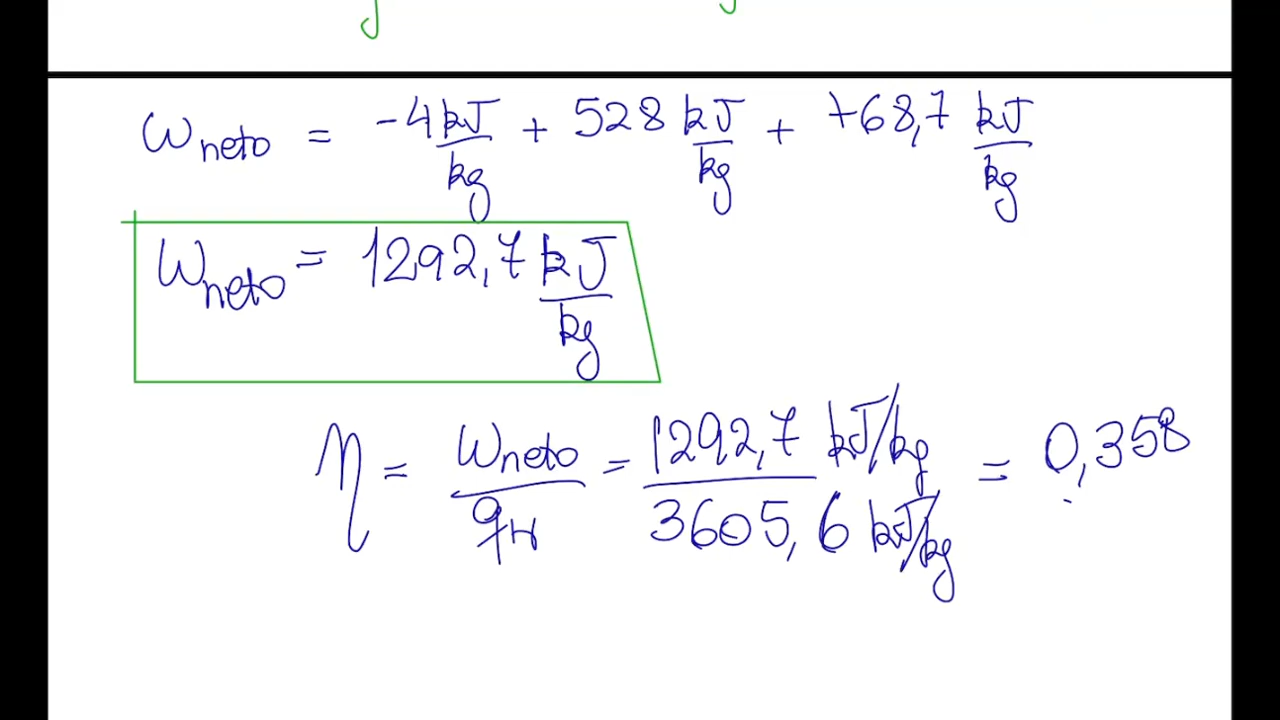 w neto = -4 kJ/kg + 528 kJ/kg + 768,7 kJ/kg
w neto = 1292,7 kJ/kg
η = w neto / q H = 1292,7 kJ/kg / 3605,6 kJ/kg = 0,358